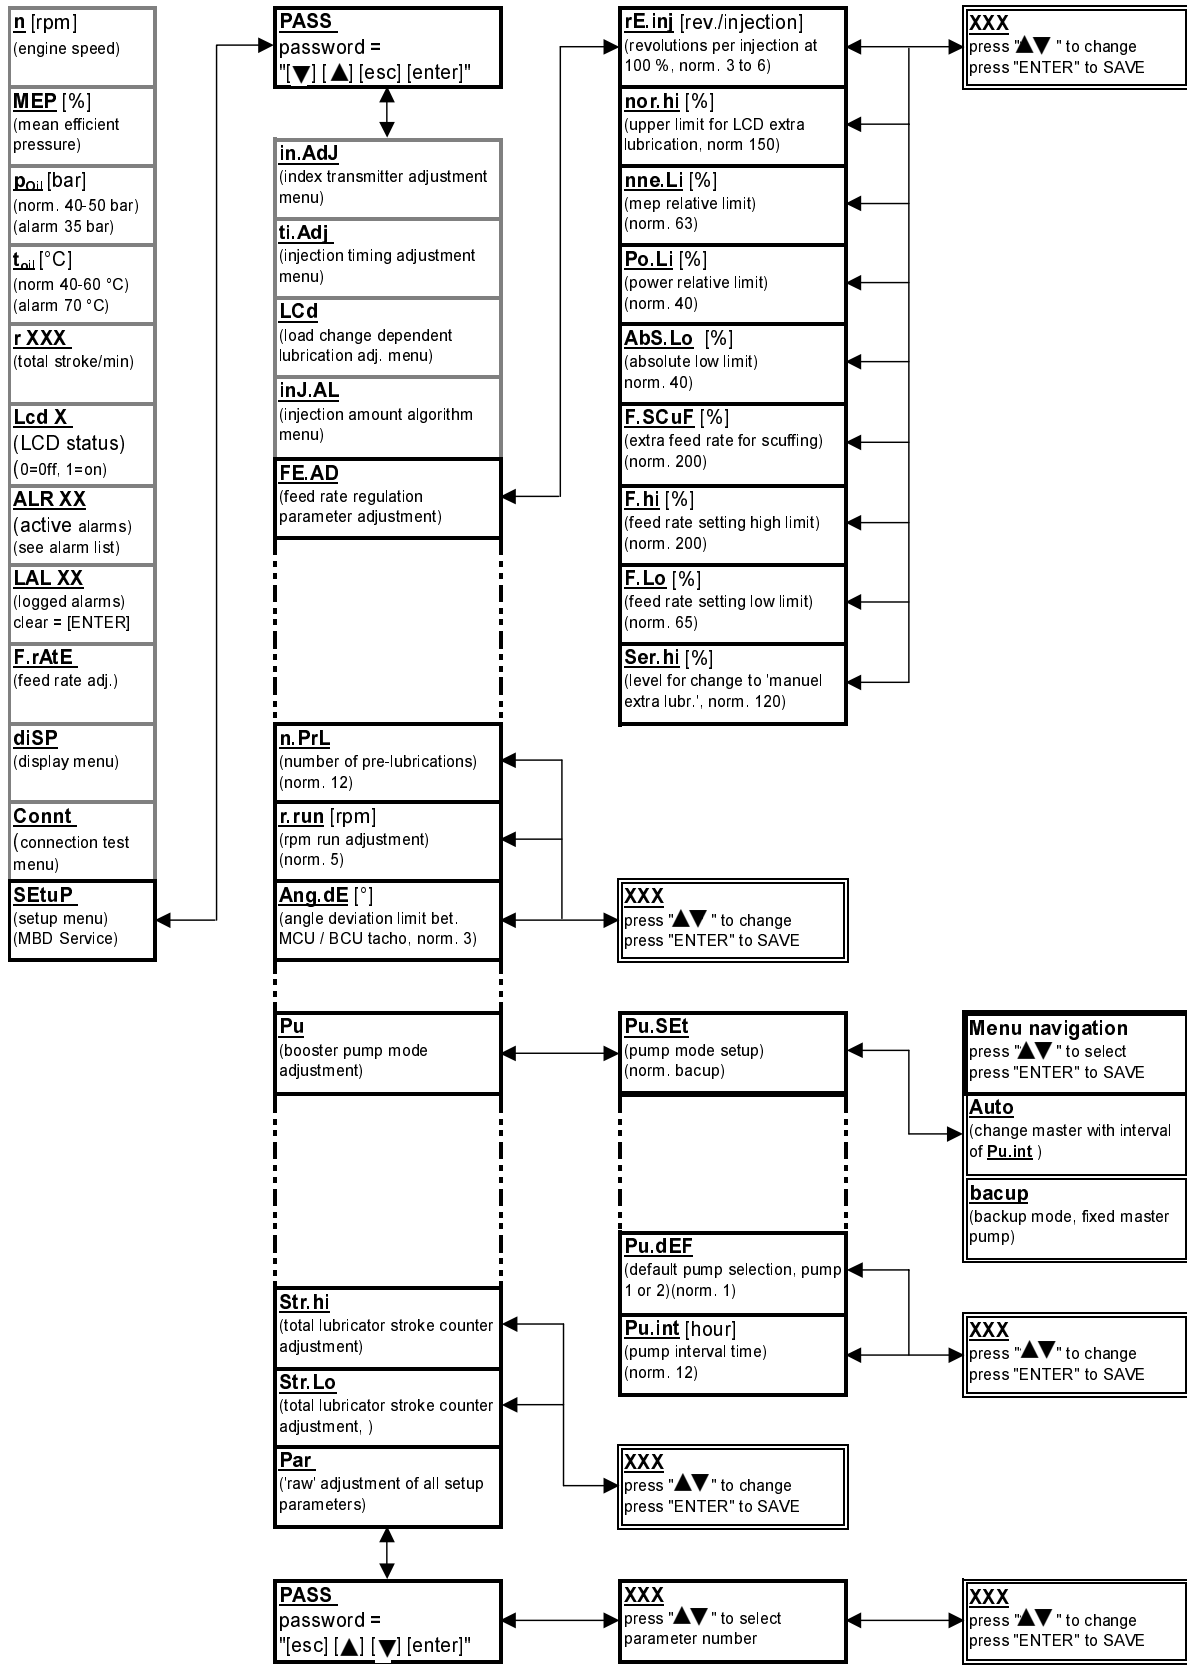 n [rpm]
(engine speed)
MEP [%]
(mean efficient
pressure)
pOil [bar]
(norm. 40-50 bar)
(alarm 35 bar)
toil [°C]
(norm 40-60 °C)
(alarm 70 °C)
r XXX
(total stroke/min)
Lcd X
(LCD status)
(0=0ff, 1=on)
ALR XX
(active alarms)
(see alarm list)
LAL XX
(logged alarms)
clear = [ENTER]
F.rAtE
(feed rate adj.)
diSP
(display menu)
Connt
(connection test
menu)
SEtuP
(setup menu)
(MBD Service)
PASS
password =
"[▼] [▲] [esc] [enter]"
in.AdJ
(index transmitter adjustment
menu)
ti.Adj
(injection timing adjustment
menu)
LCd
(load change dependent
lubrication adj. menu)
inJ.AL
(injection amount algorithm
menu)
FE.AD
(feed rate regulation
parameter adjustment)
n.PrL
(number of pre-lubrications)
(norm. 12)
r.run [rpm]
(rpm run adjustment)
(norm. 5)
Ang.dE [°]
(angle deviation limit bet.
MCU / BCU tacho, norm. 3)
Pu
(booster pump mode
adjustment)
Str.hi
(total lubricator stroke counter
adjustment)
Str.Lo
(total lubricator stroke counter
adjustment, )
Par
('raw' adjustment of all setup
parameters)
PASS
password =
"[esc] [▲] [▼] [enter]"
rE.inj [rev./injection]
(revolutions per injection at
100 %, norm. 3 to 6)
nor.hi [%]
(upper limit for LCD extra
lubrication, norm 150)
nne.Li [%]
(mep relative limit)
(norm. 63)
Po.Li [%]
(power relative limit)
(norm. 40)
AbS.Lo [%]
(absolute low limit)
norm. 40)
F.SCuF [%]
(extra feed rate for scuffing)
(norm. 200)
F.hi [%]
(feed rate setting high limit)
(norm. 200)
F.Lo [%]
(feed rate setting low limit)
(norm. 65)
Ser.hi [%]
(level for change to 'manuel
extra lubr.', norm. 120)
XXX
press "▲▼ " to change
press "ENTER" to SAVE
Pu.SEt
(pump mode setup)
(norm. bacup)
Pu.dEF
(default pump selection, pump
1 or 2)(norm. 1)
Pu.int [hour]
(pump interval time)
(norm. 12)
XXX
press "▲▼ " to change
press "ENTER" to SAVE
XXX
press "▲▼ " to select
parameter number
XXX
press "▲▼ " to change
press "ENTER" to SAVE
Menu navigation
press "▲▼ " to select
press "ENTER" to SAVE
Auto
(change master with interval
of Pu.int )
bacup
(backup mode, fixed master
pump)
XXX
press "▲▼" to change
press "ENTER" to SAVE
XXX
press "▲▼ " to change
press "ENTER" to SAVE